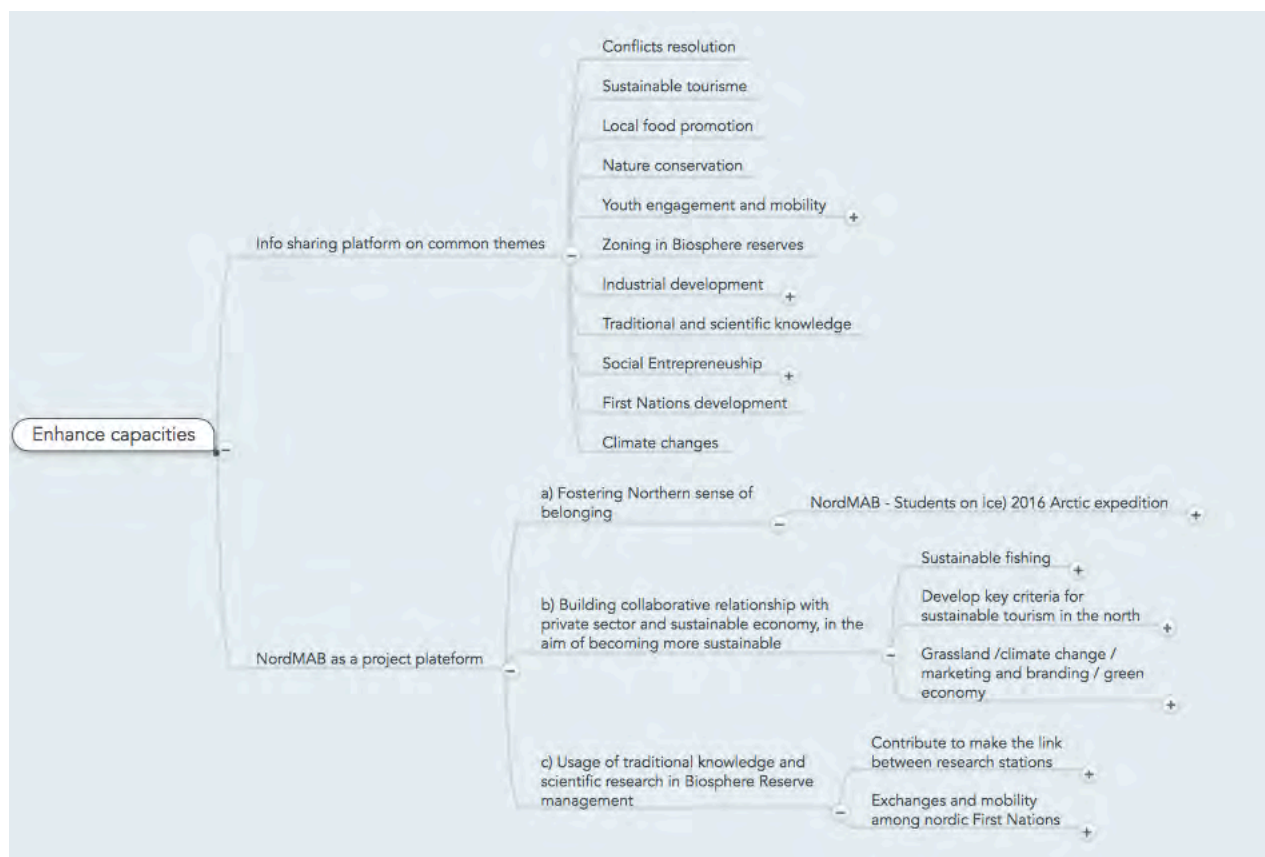 Conflicts resolution
Sustainable tourisme
Local food promotion
Nature conservation
Youth engagement and mobility
Info sharing platform on common themes
Zoning in Biosphere reserves
Industrial development
Traditional and scientific knowledge
Social Entrepreneuship
First Nations development
Climate changes
Enhance capacities
a) Fostering Northern sense of
belonging
NordMAB - Students on ice) 2016 Arctic expedition
NordMAB as a project plateform
b) Building collaborative relationship with
private sector and sustainable economy, in the
aim of becoming more sustainable
Sustainable fishing
Develop key criteria for
sustainable tourism in the north
Grassland /climate change /
marketing and branding / green
economy
c) Usage of traditional knowledge and
scientific research in Biosphere Reserve
management
Contribute to make the link
between research stations
Exchanges and mobility
among nordic First Nations